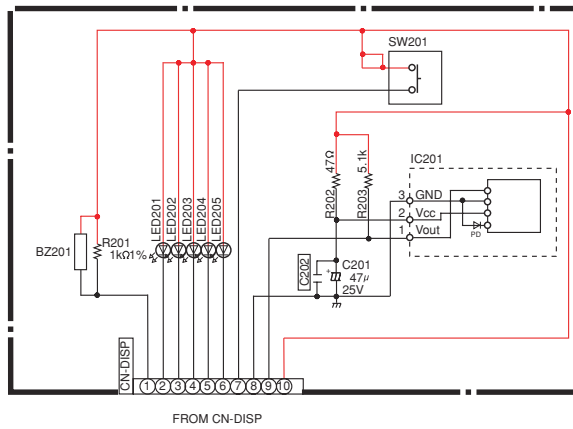 SW201
LED201
LED202
LED203
LED204
LED205
R202 47Ω
R203 5.1k
IC201
3 GND
2 Vcc
1 Vout
PD
BZ201
R201
1kΩ1%
C202
+
C201
47μ
25V
CN-DISP
1 2 3 4 5 6 7 8 9 10
FROM CN-DISP